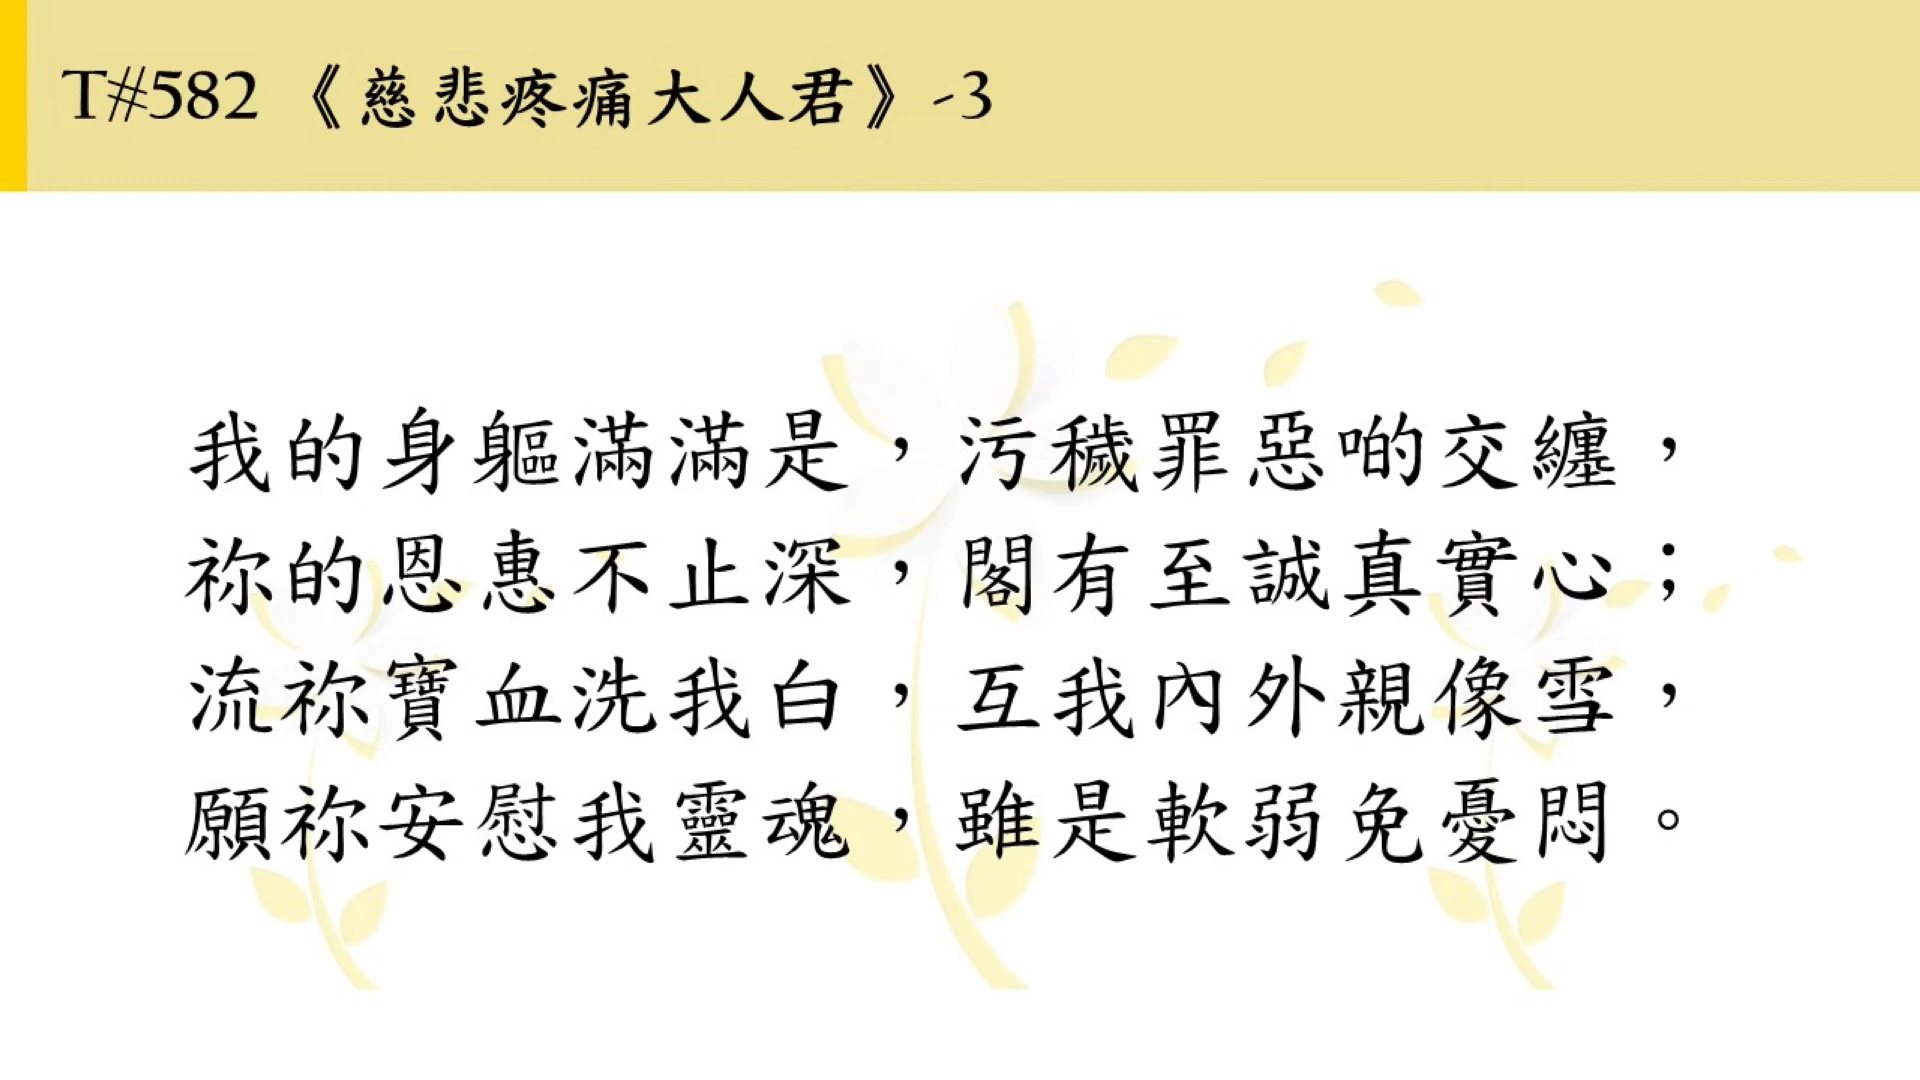 T#582 《慈悲疼痛大人君》-3
我的身軀滿滿是，污穢罪惡啲交纏，
祢的恩惠不止深，閣有至誠真實心；
流祢寶血洗我白，互我內外親像雪，
願祢安慰我靈魂，雖是軟弱免憂悶。